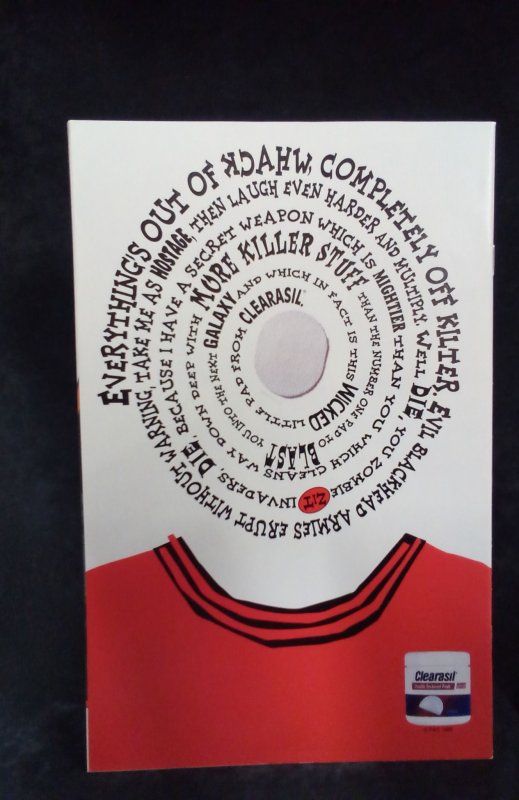 EVERYTHING'S OUT OF WHACK, COMPLETELY OFF KILTER. EVIL BLACKHEAD ARMIES ERUPT WITHOUT WARNING, TAKE ME AS HOSTAGE, THEN LAUGH EVEN HARDER AND MULTIPLY. WELL DIE, YOU ZOMBIE ZIT INVADERS. DIE, BECAUSE I HAVE A SECRET WEAPON WHICH IS MIGHTIER THAN YOU WHICH CLEANS WAY DOWN DEEP WITH MORE KILLER STUFF THAN THE NUMBER ONE PAD TO BLAST YOU INTO THE NEXT GALAXY AND WHICH IN FACT IS THIS WICKED LITTLE PAD FROM CLEARASIL.
Clearasil